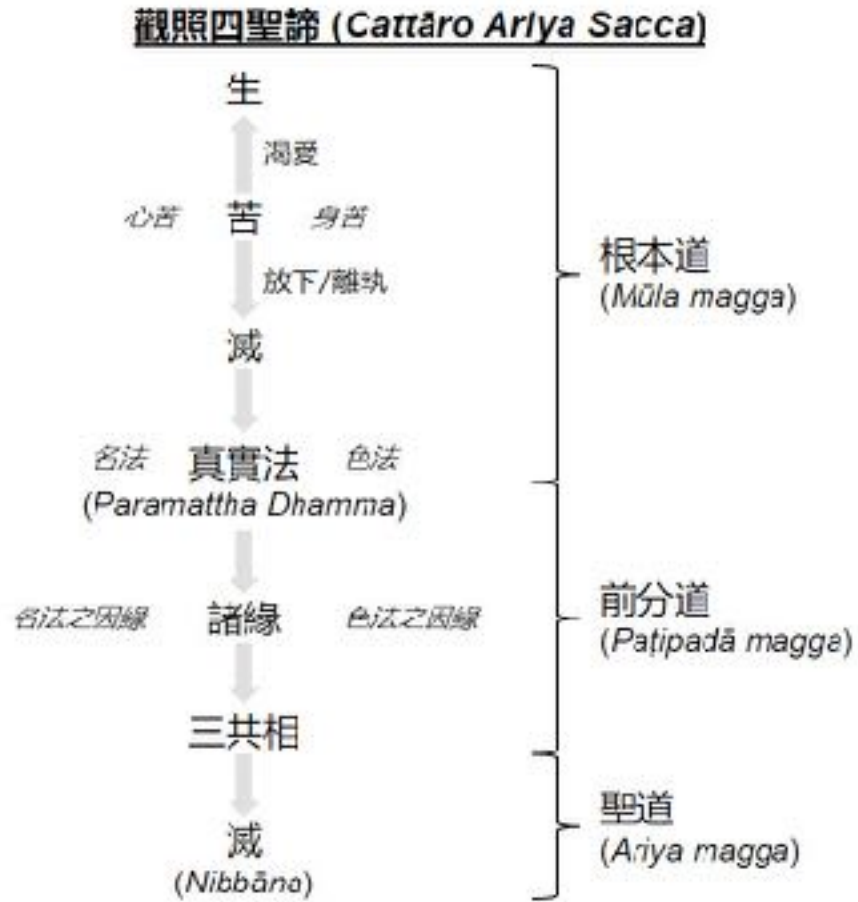 觀照四聖諦 (Cattāro Ariya Sacca)
生
渴愛
心苦 苦 身苦
放下/離执
滅
名法 真實法 色法
(Paramattha Dhamma)
名法之因緣 諸緣 色法之因緣
三共相
滅
(Nibbāna)
根本道
(Mūla magga)
前分道
(Paṭipadā magga)
聖道
(Ariya magga)